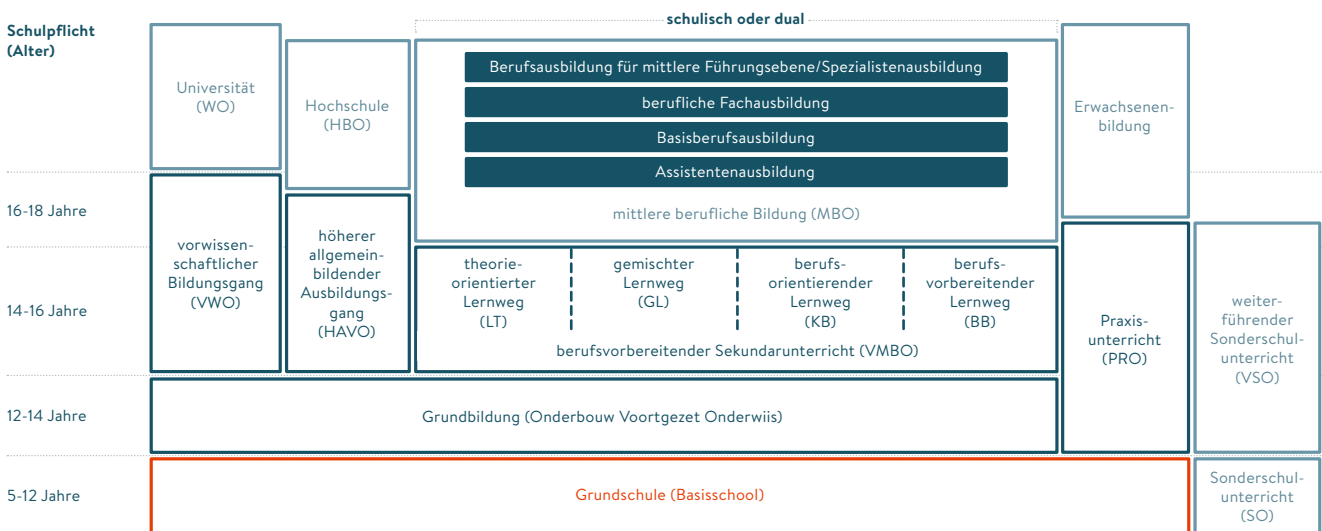 Schulpflicht
(Alter)
schulisch oder dual
Universität
(WO)
Hochschule
(HBO)
Berufsausbildung für mittlere Führungsebene/Spezialistenausbildung
berufliche Fachausbildung
Basisberufsausbildung
Assistentenausbildung
mittlere berufliche Bildung (MBO)
Erwachsenen-
bildung
16-18 Jahre
vorwissen-
schaftlicher
Bildungsgang
(VWO)
höherer
allgemein-
bildender
Ausbildungs-
gang
(HAVO)
theorie-
orientierter
Lernweg
(LT)
gemischter
Lernweg
(GL)
berufs-
orientierender
Lernweg
(KB)
berufs-
vorbereitender
Lernweg
(BB)
berufsvorbereitender Sekundarunterricht (VMBO)
14-16 Jahre
Praxis-
unterricht
(PRO)
weiter-
führender
Sonderschul-
unterricht
(VSO)
12-14 Jahre
Grundbildung (Onderbouw Voortgezet Onderwiis)
5-12 Jahre
Grundschule (Basisschool)
Sonderschul-
unterricht
(SO)